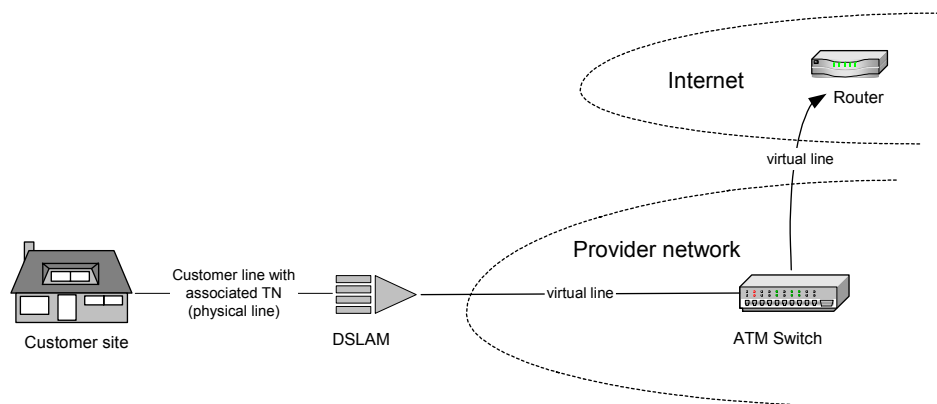 Internet
Router
virtual line
Provider network
Customer line with
associated TN
(physical line)
virtual line
Customer site
DSLAM
ATM Switch